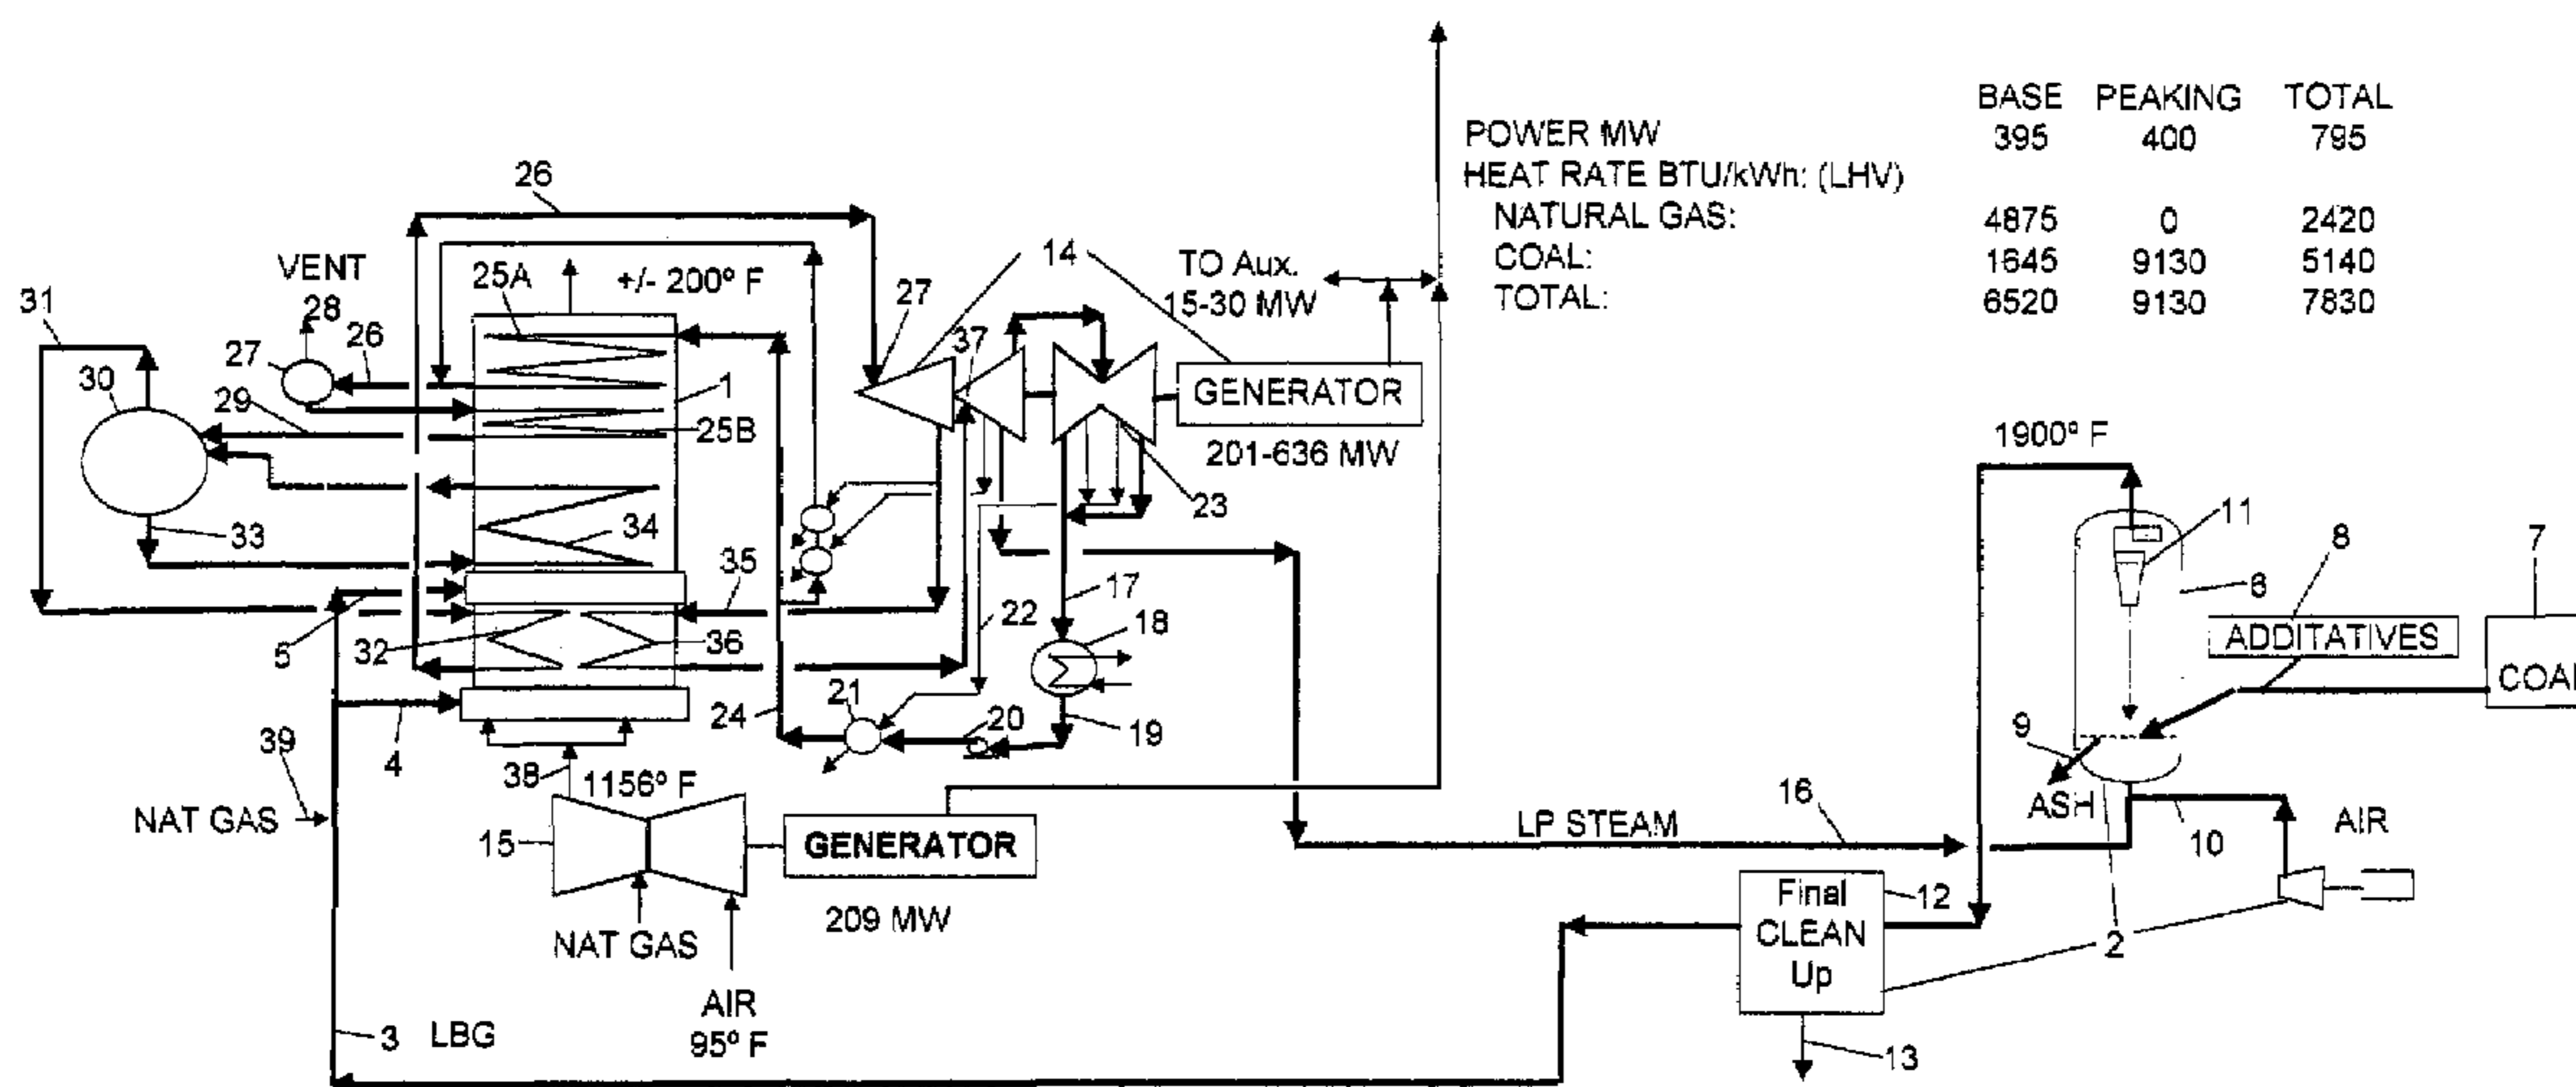 BASE PEAKING TOTAL
POWER MW 395 400 795
HEAT RATE BTU/kWh: (LHV)
NATURAL GAS: 4875 0 2420
COAL: 1645 9130 5140
TOTAL: 6520 9130 7830
26
VENT
28
25A
+/- 200º F
27
14
TO Aux.
15-30 MW
31
27
26
37
30
29
1
25B
GENERATOR
201-636 MW
23
1900º F
11
8
7
6
33
34
35
17
22
18
ADDITATIVES
COAL
5
32
36
24
21
20
19
9
39
4
38
1156º F
ASH
10
AIR
NAT GAS
15
GENERATOR
LP STEAM
16
209 MW
Final
CLEAN
Up
12
2
NAT GAS
AIR
95º F
3 LBG
13